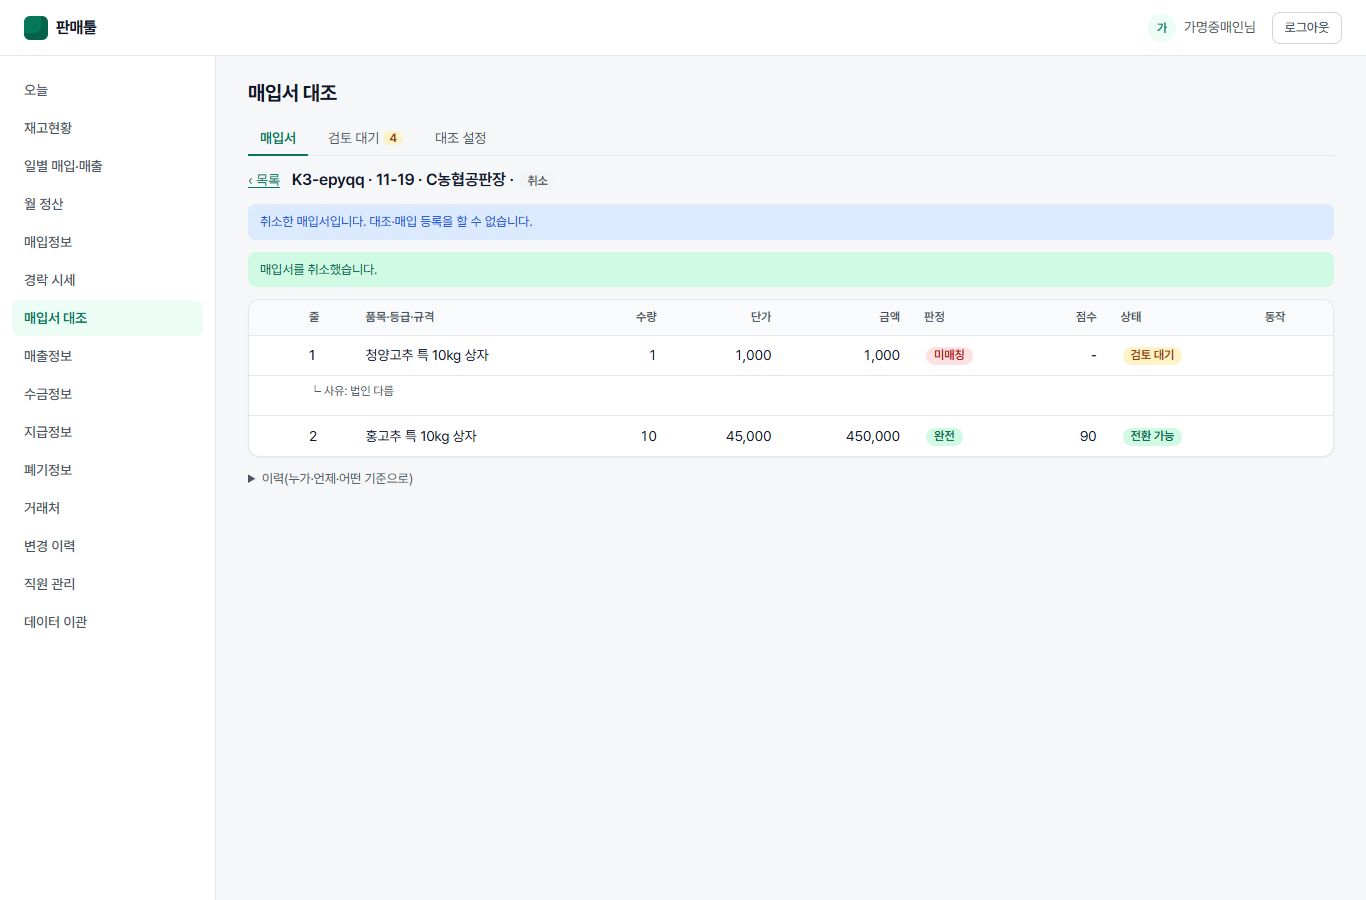 판매툴
가 가명중매인님 로그아웃
오늘
재고현황
일별 매입·매출
월 정산
매입정보
경락 시세
매입서 대조
매출정보
수금정보
지급정보
폐기정보
거래처
변경 이력
직원 관리
데이터 이관
매입서 대조
매입서 검토 대기 4 대조 설정
‹ 목록 K3-epyqq · 11-19 · C농협공판장 · 취소
취소한 매입서입니다. 대조·매입 등록을 할 수 없습니다.
매입서를 취소했습니다.
줄 품목·등급·규격 수량 단가 금액 판정 점수 상태 동작
1 청양고추 특 10kg 상자 1 1,000 1,000 미매칭 - 검토 대기
└ 사유: 법인 다름
2 홍고추 특 10kg 상자 10 45,000 450,000 완전 90 전환 가능
▶ 이력(누가·언제·어떤 기준으로)